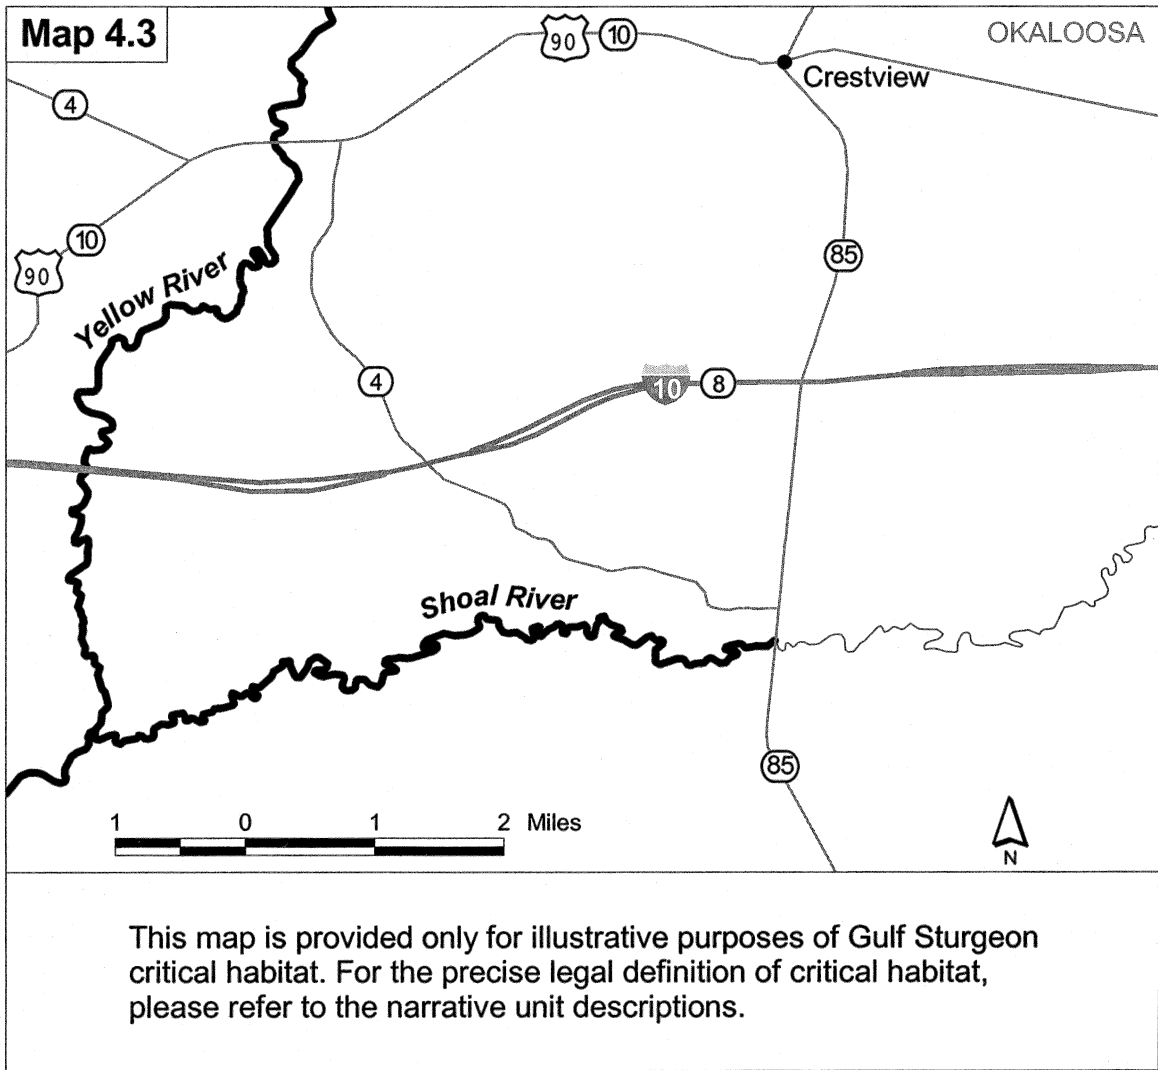 Map 4.3
90
10
OKALOOSA
Crestview
4
10
90
Yellow River
85
4
10
8
Shoal River
85
1 0 1 2 Miles
N
This map is provided only for illustrative purposes of Gulf Sturgeon
critical habitat. For the precise legal definition of critical habitat,
please refer to the narrative unit descriptions.